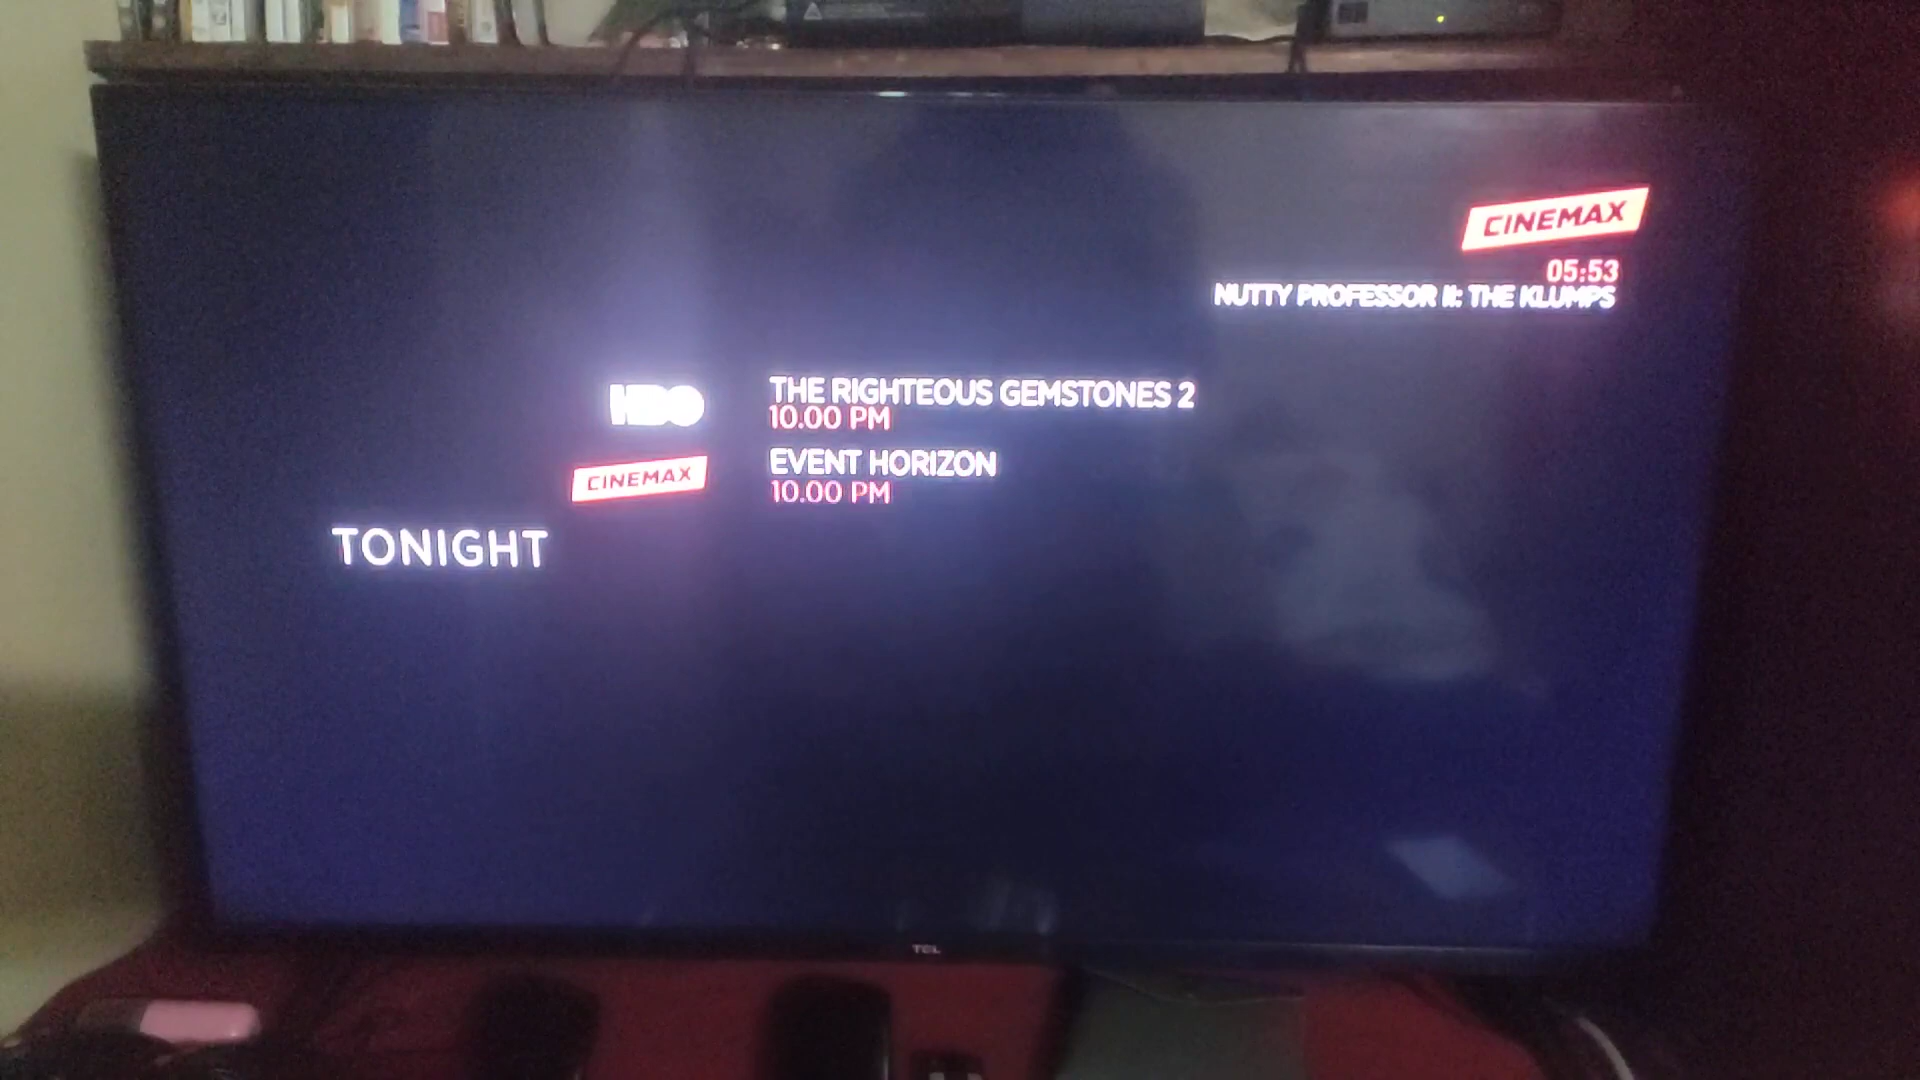 CINEMAX
05:53
NUTTY PROFESSOR II: THE KLUMPS
HBO
THE RIGHTEOUS GEMSTONES 2
10.00 PM
CINEMAX
EVENT HORIZON
10.00 PM
TONIGHT
TCL